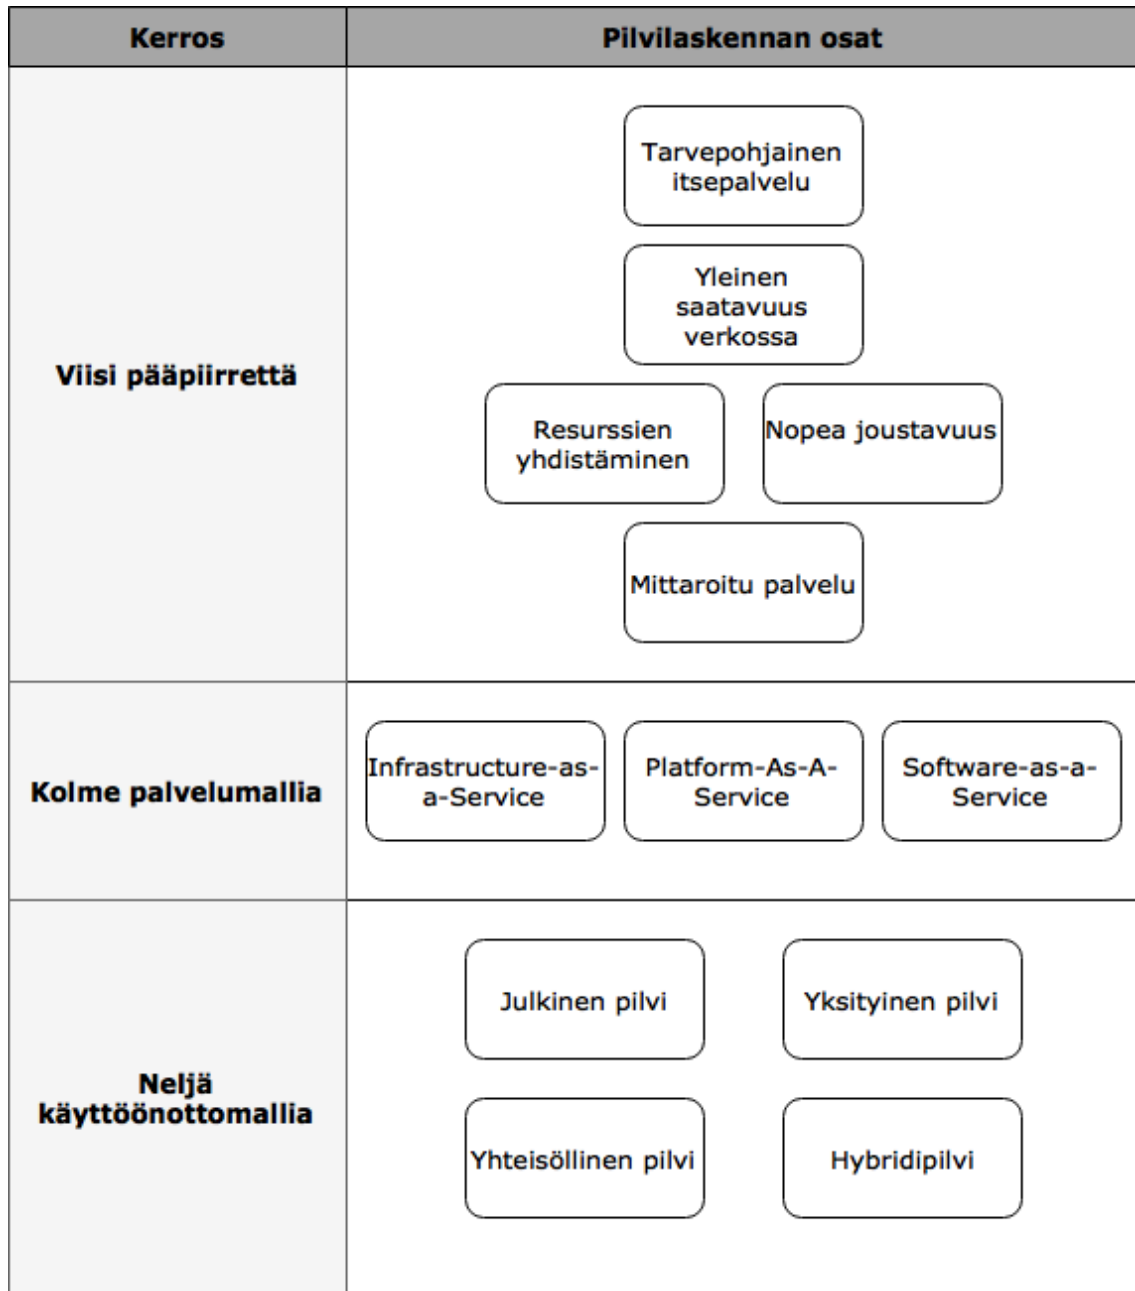 Kerros
Pilvilaskennan osat
Viisi pääpiirrettä
Tarvepohjainen
itsepalvelu
Yleinen
saatavuus
verkossa
Resurssien
yhdistäminen
Nopea joustavuus
Mittaroitu palvelu
Kolme palvelumallia
Infrastructure-as-
a-Service
Platform-As-A-
Service
Software-as-a-
Service
Neljä
käyttöönottomallia
Julkinen pilvi
Yksityinen pilvi
Yhteisöllinen pilvi
Hybridipilvi